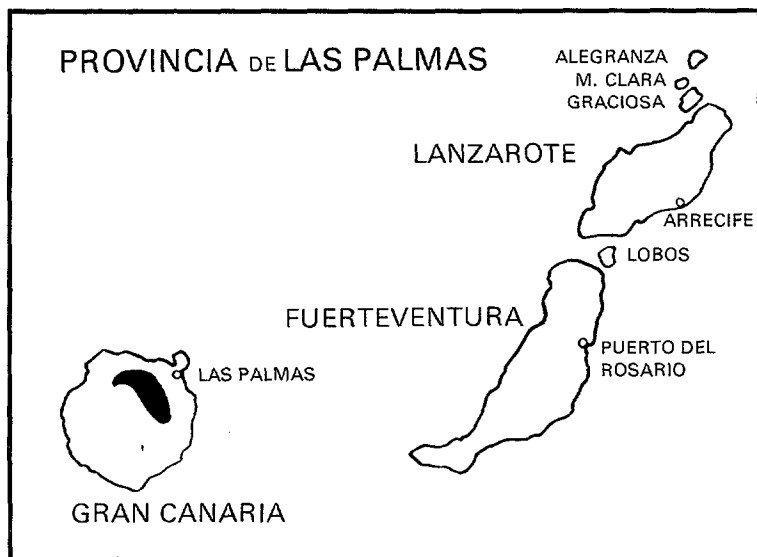 PROVINCIA DE LAS PALMAS
ALEGRANZA
M. CLARA
GRACIOSA
LANZAROTE
ARRECIFE
LOBOS
FUERTEVENTURA
PUERTO DEL
ROSARIO
LAS PALMAS
GRAN CANARIA